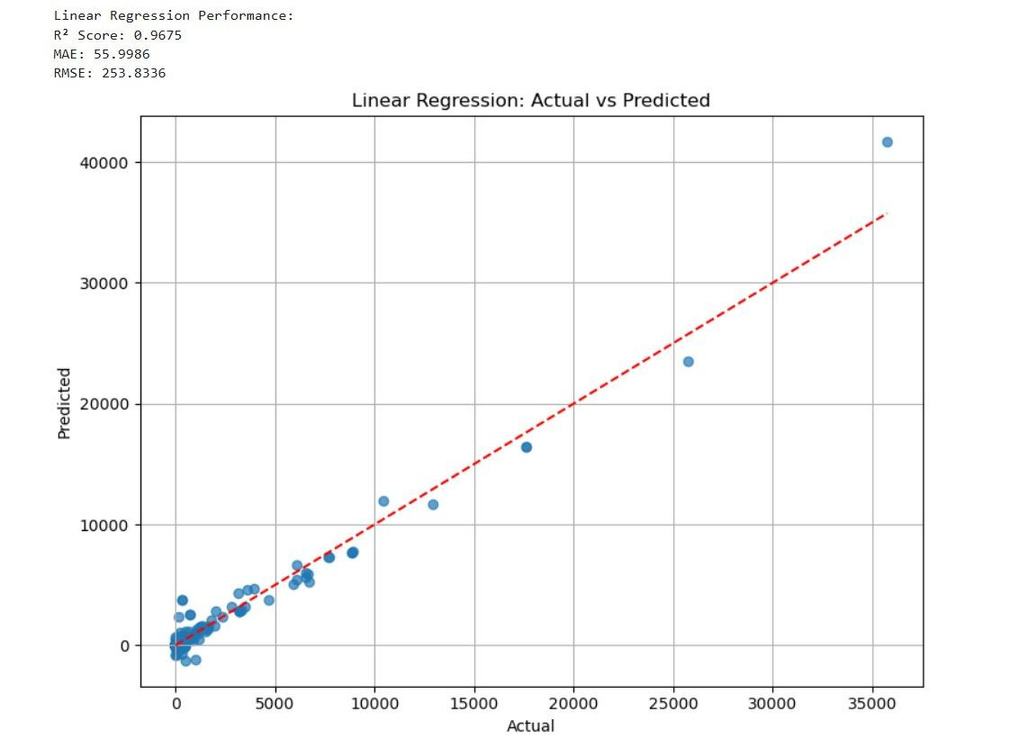 Linear Regression Performance:
R² Score: 0.9675
MAE: 55.9986
RMSE: 253.8336
Linear Regression: Actual vs Predicted
40000
30000
20000
10000
0
Predicted
0 5000 10000 15000 20000 25000 30000 35000
Actual